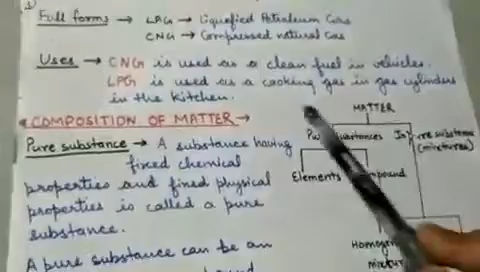 Full forms → LPG → Liquefied Petroleum Gas
CNG → Compressed natural Gas
Uses → CNG is used as a clean fuel in vehicles.
LPG is used as a cooking gas in gas cylinders
in the kitchen.
* COMPOSITION OF MATTER →
Pure substance → A substance having
fixed chemical
properties and fixed physical
properties is called a pure
substance.
A pure substance can be an
MATTER
(mixtures)
Elements